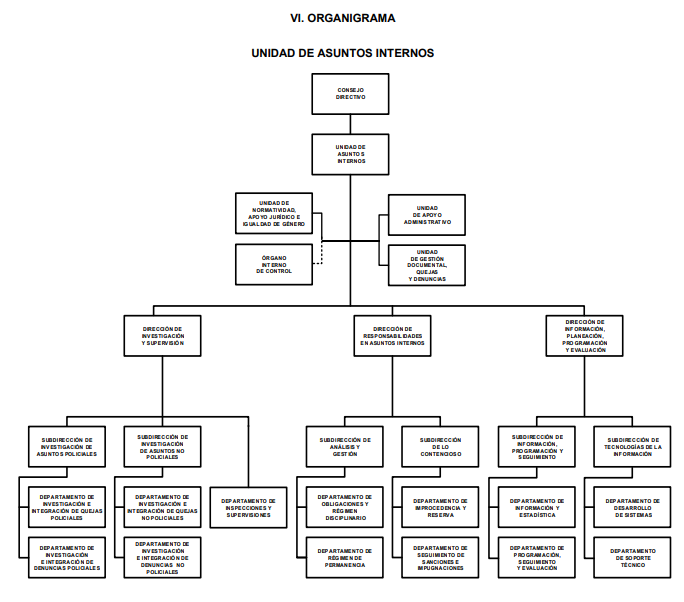 VI. ORGANIGRAMA
UNIDAD DE ASUNTOS INTERNOS
CONSEJO
DIRECTIVO
UNIDAD DE
ASUNTOS
INTERNOS
UNIDAD DE
NORMATIVIDAD,
APOYO JURÍDICO E
IGUALDAD DE GÉNERO
UNIDAD
DE APOYO
ADMINISTRATIVO
ÓRGANO
INTERNO
DE CONTROL
UNIDAD
DE GESTIÓN
DOCUMENTAL,
QUEJAS
Y DENUNCIAS
DIRECCIÓN DE
INVESTIGACIÓN
Y SUPERVISIÓN
DIRECCIÓN DE
RESPONSABILIDADES
EN ASUNTOS INTERNOS
DIRECCIÓN DE
INFORMACIÓN,
PLANEACIÓN,
PROGRAMACIÓN
Y EVALUACIÓN
SUBDIRECCIÓN DE
INVESTIGACIÓN DE
ASUNTOS POLICIALES
SUBDIRECCIÓN DE
INVESTIGACIÓN
DE ASUNTOS NO
POLICIALES
SUBDIRECCIÓN DE
ANÁLISIS Y
GESTIÓN
SUBDIRECCIÓN
DE LO
CONTENCIOSO
SUBDIRECCIÓN DE
INFORMACIÓN,
PROGRAMACIÓN Y
SEGUIMIENTO
SUBDIRECCIÓN DE
TECNOLOGÍAS DE LA
INFORMACIÓN
DEPARTAMENTO DE
INVESTIGACIÓN E
INTEGRACIÓN DE QUEJAS
POLICIALES
DEPARTAMENTO DE
INVESTIGACIÓN E
INTEGRACIÓN DE QUEJAS
NO POLICIALES
DEPARTAMENTO DE
INSPECCIONES Y
SUPERVISIONES
DEPARTAMENTO DE
OBLIGACIONES Y
RÉGIMEN
DISCIPLINARIO
DEPARTAMENTO DE
IMPROCEDENCIA Y
RESERVA
DEPARTAMENTO DE
INFORMACIÓN Y
ESTADÍSTICA
DEPARTAMENTO DE
DESARROLLO
DE SISTEMAS
DEPARTAMENTO DE
INVESTIGACIÓN
E INTEGRACIÓN DE
DENUNCIAS POLICIALES
DEPARTAMENTO DE
INVESTIGACIÓN
E INTEGRACIÓN DE
DENUNCIAS NO
POLICIALES
DEPARTAMENTO DE
RÉGIMEN DE
PERMANENCIA
DEPARTAMENTO DE
SEGUIMIENTO DE
SANCIONES E
IMPUGNACIONES
DEPARTAMENTO DE
PROGRAMACIÓN,
SEGUIMIENTO
Y EVALUACIÓN
DEPARTAMENTO
DE SOPORTE
TÉCNICO